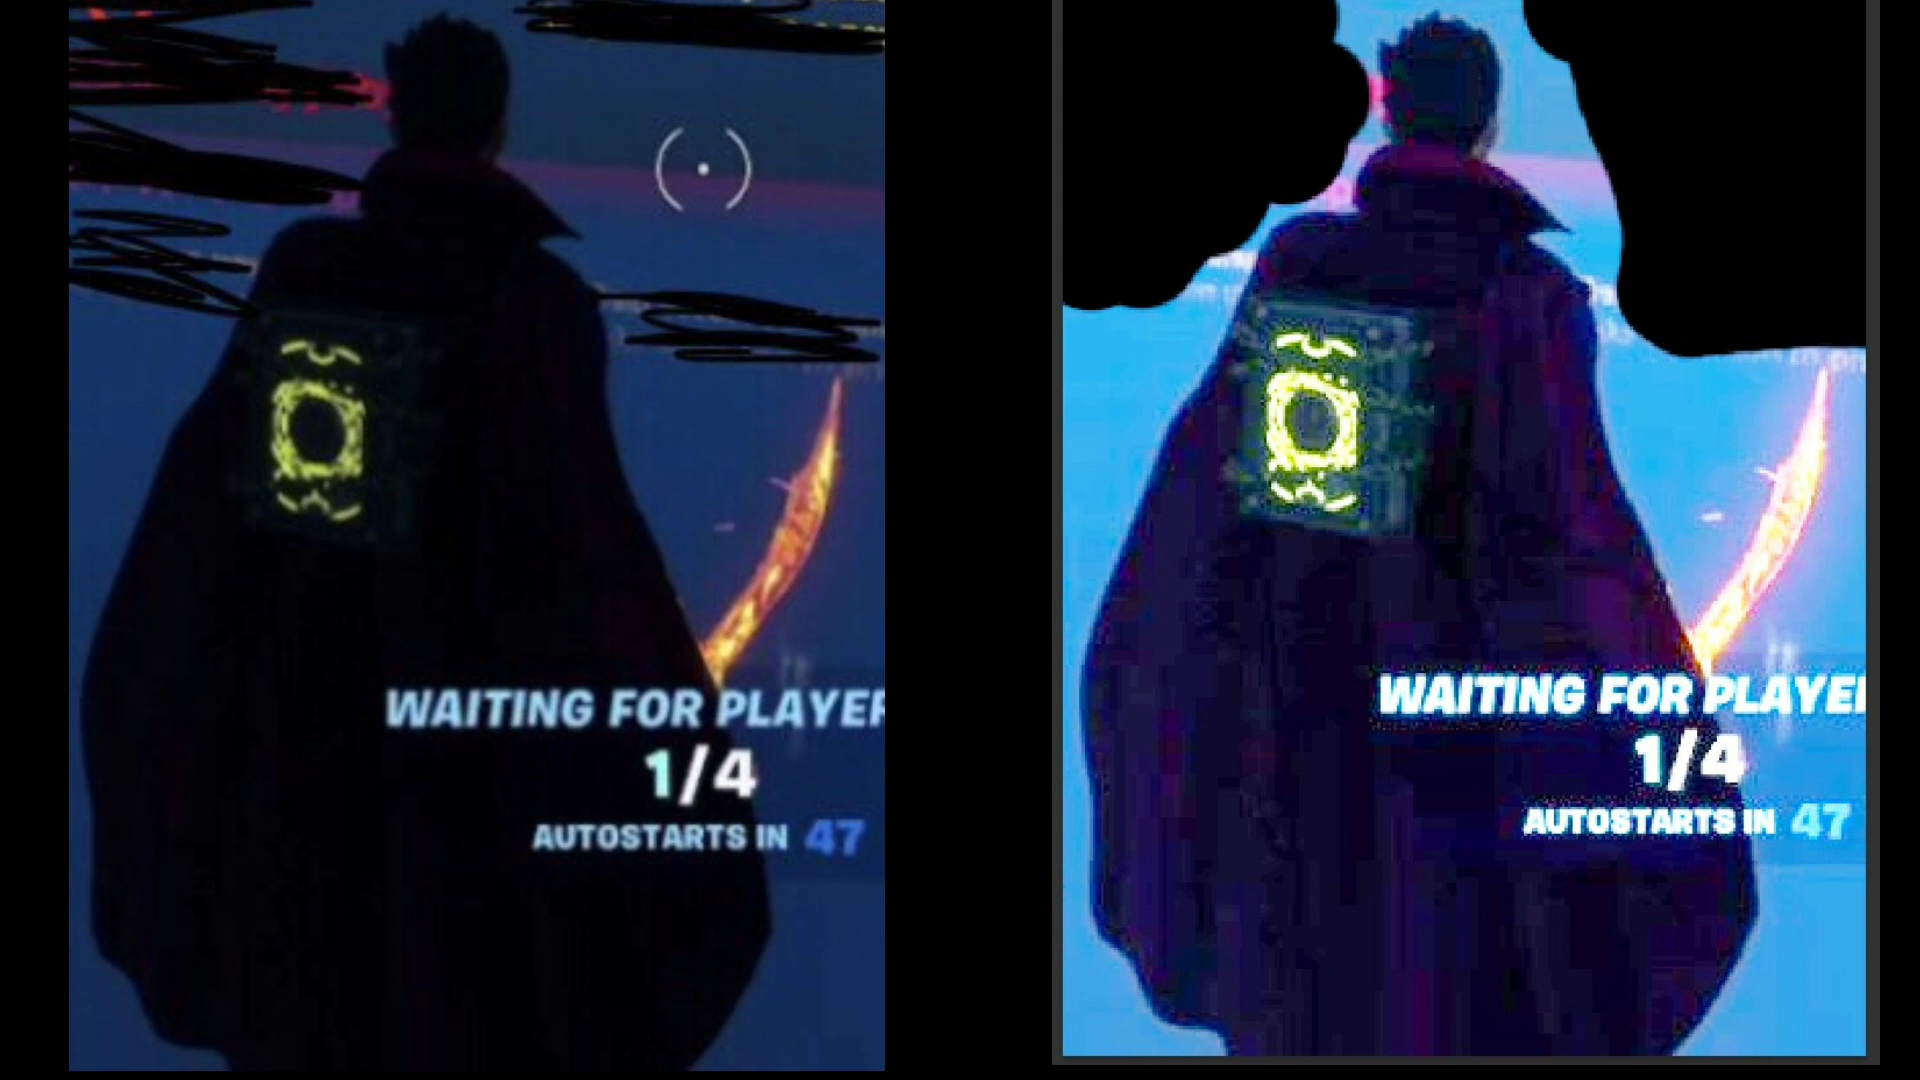 WAITING FOR PLAYER
1/4
AUTOSTARTS IN 47
WAITING FOR PLAYE
1/4
AUTOSTARTS IN 47